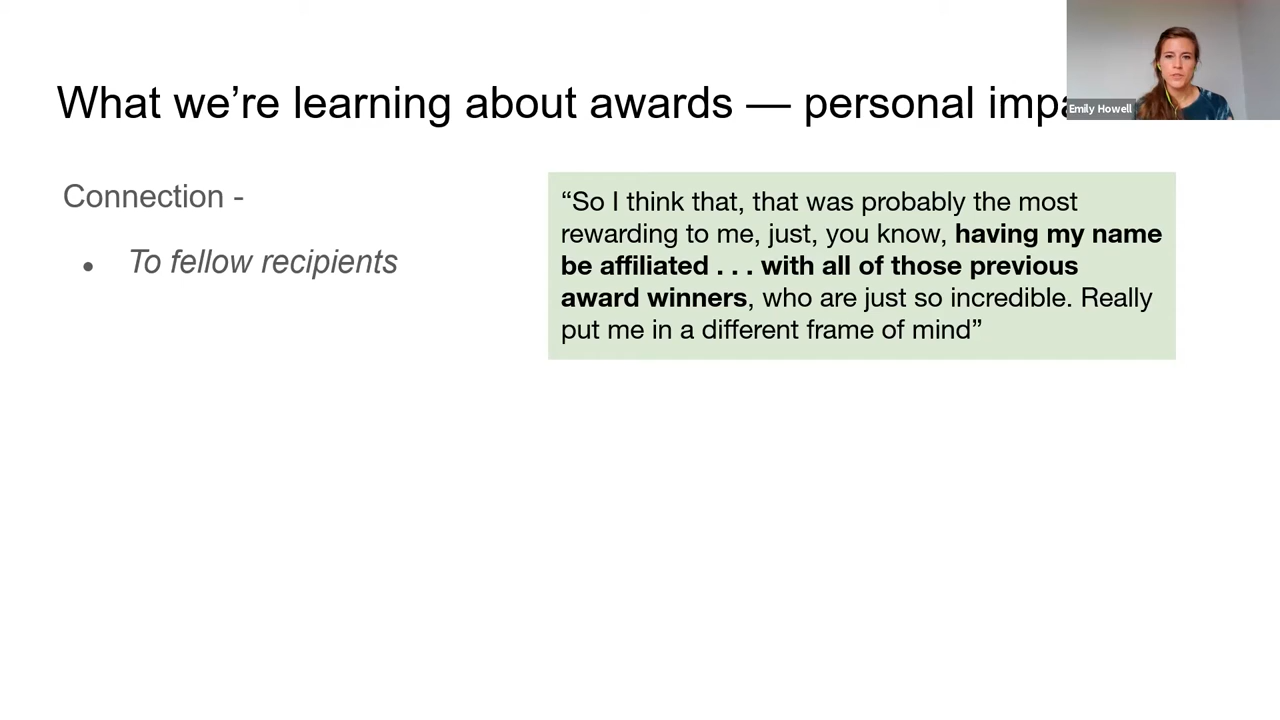 What we’re learning about awards — personal impa
Emily Howell
Connection -
● To fellow recipients
“So I think that, that was probably the most
rewarding to me, just, you know, having my name
be affiliated . . . with all of those previous
award winners, who are just so incredible. Really
put me in a different frame of mind”